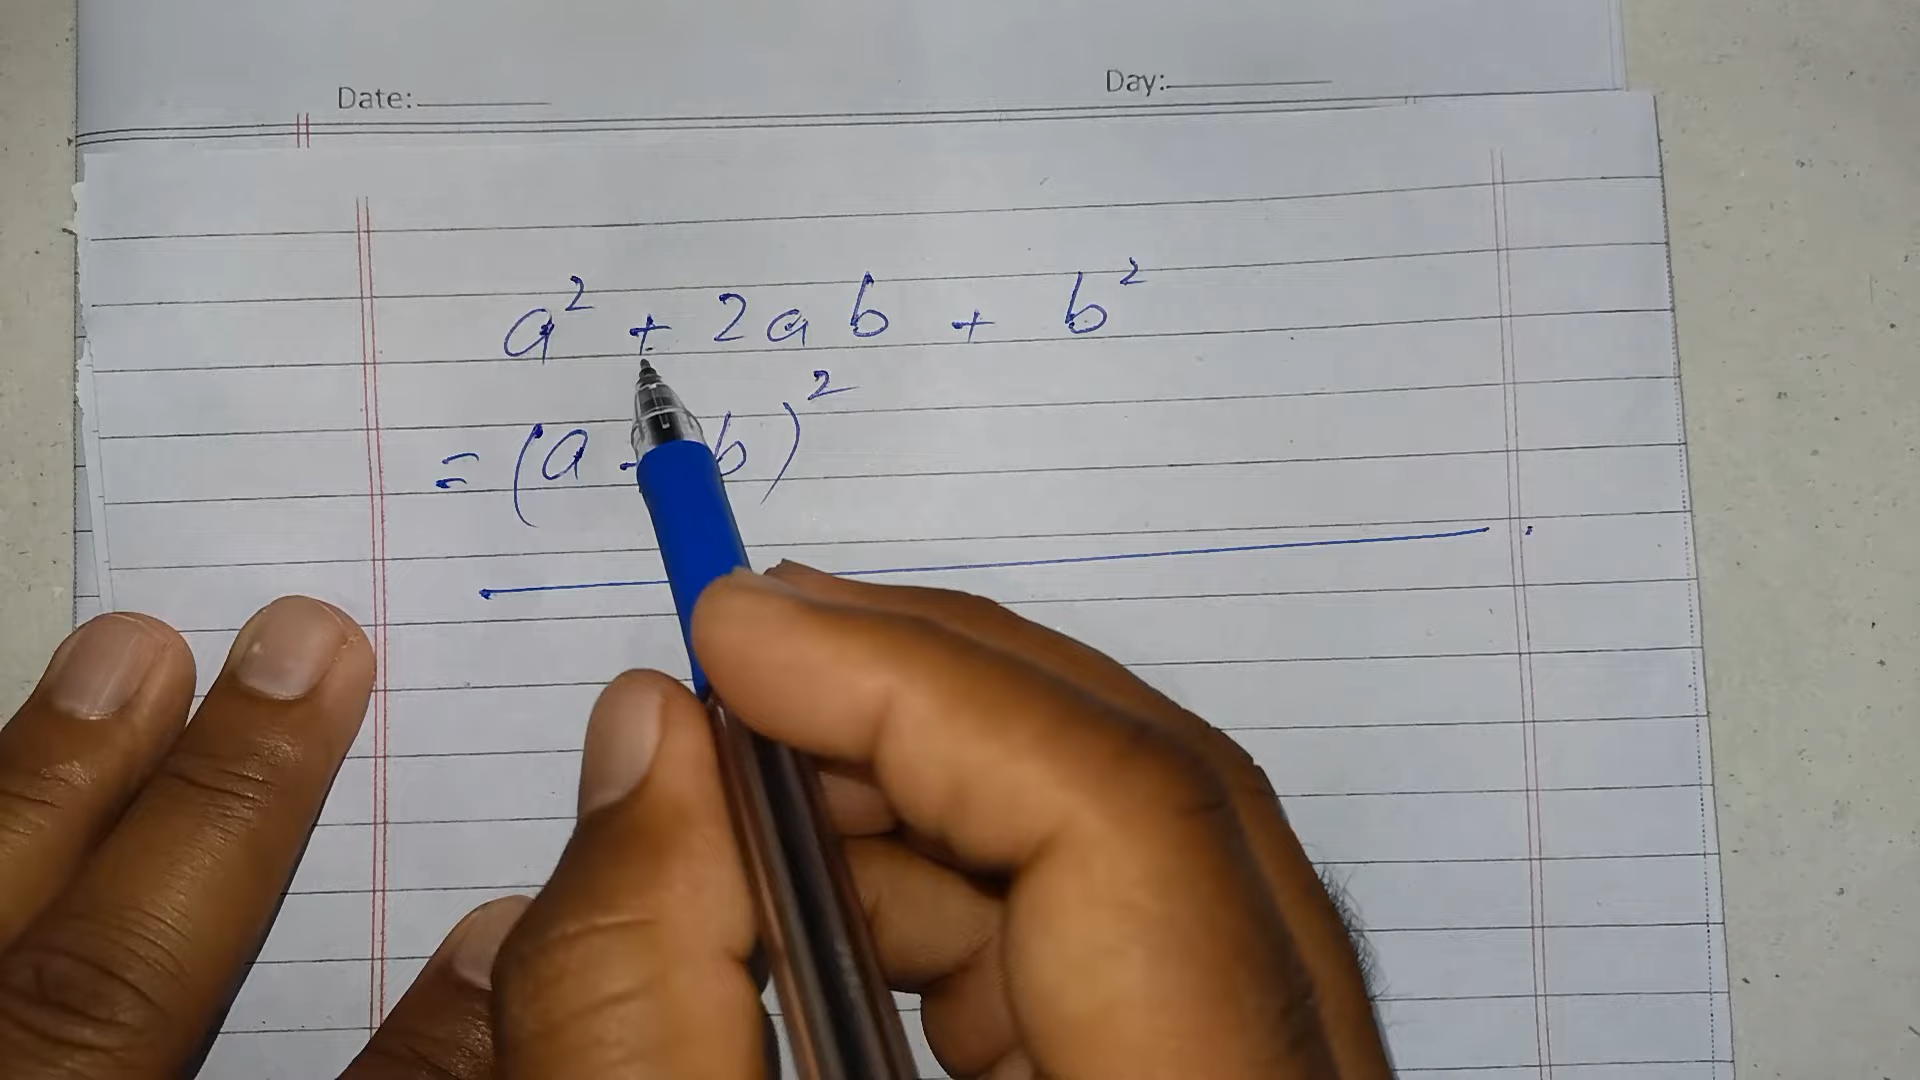 Date: Day:
a² + 2ab + b²
= (a + b)²